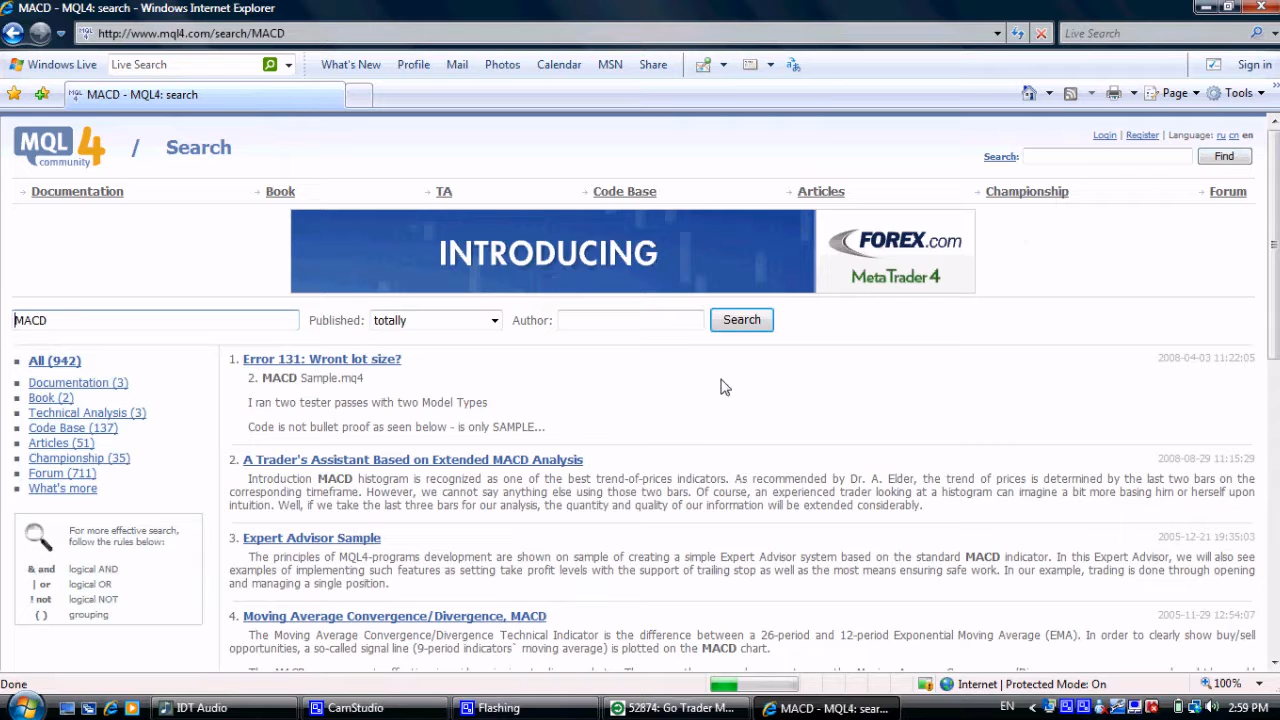 MACD - MQL4: search - Windows Internet Explorer
http://www.mql4.com/search/MACD
Live Search
Windows Live
Live Search
What's New
Profile
Mail
Photos
Calendar
MSN
Share
Sign in
MACD - MQL4: search
Page
Tools
MQL 4 community
/ Search
Login | Register | Language: ru cn en
Search:
Find
Documentation
Book
TA
Code Base
Articles
Championship
Forum
INTRODUCING
FOREX.com
MetaTrader 4
MACD
Published: totally
Author:
Search
All (942)
Documentation (3)
Book (2)
Technical Analysis (3)
Code Base (137)
Articles (51)
Championship (35)
Forum (711)
What's more
For more effective search,
follow the rules below:
& and logical AND
| or logical OR
! not logical NOT
( ) grouping
1. Error 131: Wront lot size? 2008-04-03 11:22:05
2. MACD Sample.mq4
I ran two tester passes with two Model Types
Code is not bullet proof as seen below - is only SAMPLE...
2. A Trader's Assistant Based on Extended MACD Analysis 2008-08-29 11:15:29
Introduction MACD histogram is recognized as one of the best trend-of-prices indicators. As recommended by Dr. A. Elder, the trend of prices is determined by the last two bars on the
corresponding timeframe. However, we cannot say anything else using those two bars. Of course, an experienced trader looking at a histogram can imagine a bit more basing him or herself upon
intuition. Well, if we take the last three bars for our analysis, the quantity and quality of our information will be extended considerably.
3. Expert Advisor Sample 2005-12-21 19:35:03
The principles of MQL4-programs development are shown on sample of creating a simple Expert Advisor system based on the standard MACD indicator. In this Expert Advisor, we will also see
examples of implementing such features as setting take profit levels with the support of trailing stop as well as the most means ensuring safe work. In our example, trading is done through opening
and managing a single position.
4. Moving Average Convergence/Divergence, MACD 2005-11-29 12:54:07
The Moving Average Convergence/Divergence Technical Indicator is the difference between a 26-period and 12-period Exponential Moving Average (EMA). In order to clearly show buy/sell
opportunities, a so-called signal line (9-period indicators` moving average) is plotted on the MACD chart.
Done
Internet | Protected Mode: On
100%
IDT Audio
CamStudio
Flashing
52874: Go Trader M...
MACD - MQL4: sear...
EN
2:59 PM